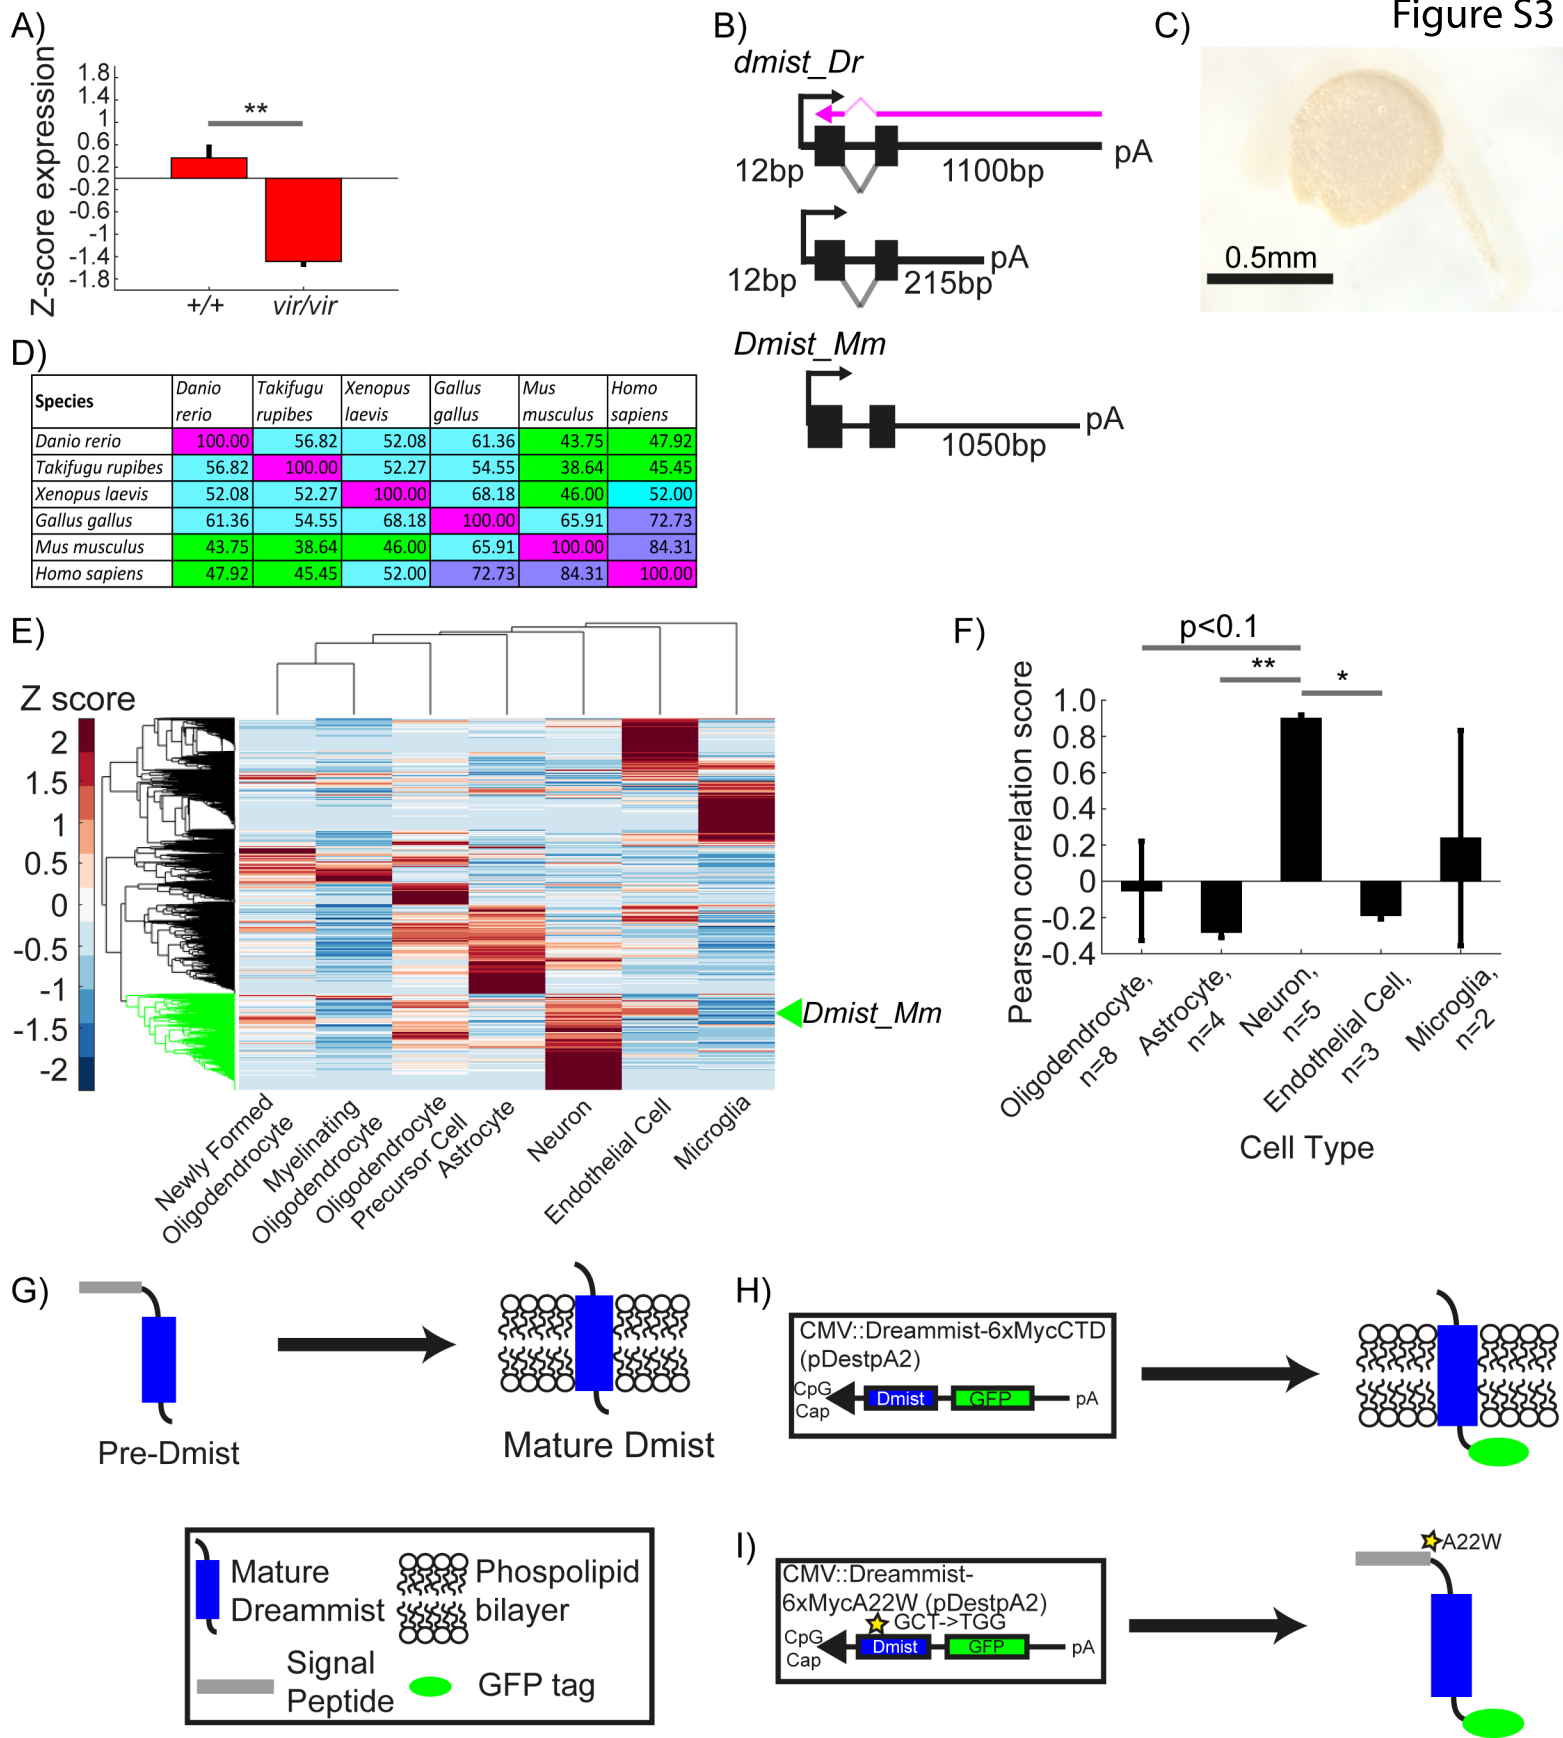 Figure S3
A)
Z-score expression
1.8
1.4
1
0.6
0.2
-0.2
-0.6
-1
-1.4
-1.8
**
+/+
vir/vir
B)
dmist_Dr
12bp
1100bp
pA
12bp
215bp
pA
Dmist_Mm
1050bp
pA
C)
0.5mm
D)
Species Danio rerio Takifugu rupibes Xenopus laevis Gallus gallus Mus musculus Homo sapiens
Danio rerio 100.00 56.82 52.08 61.36 43.75 47.92
Takifugu rupibes 56.82 100.00 52.27 54.55 38.64 45.45
Xenopus laevis 52.08 52.27 100.00 68.18 46.00 52.00
Gallus gallus 61.36 54.55 68.18 100.00 65.91 72.73
Mus musculus 43.75 38.64 46.00 65.91 100.00 84.31
Homo sapiens 47.92 45.45 52.00 72.73 84.31 100.00
E)
Z score
2
1.5
1
0.5
0
-0.5
-1
-1.5
-2
Dmist_Mm
Newly Formed
Oligodendrocyte
Myelinating
Oligodendrocyte
Oligodendrocyte
Precursor Cell
Astrocyte
Neuron
Endothelial Cell
Microglia
F)
p<0.1
**
*
Pearson correlation score
1.0
0.8
0.6
0.4
0.2
0
-0.2
-0.4
Oligodendrocyte,
n=8
Astrocyte,
n=4
Neuron,
n=5
Endothelial Cell,
n=3
Microglia,
n=2
Cell Type
G)
Pre-Dmist
Mature Dmist
Mature
Dreammist
Phospolipid
bilayer
Signal
Peptide
GFP tag
H)
CMV::Dreammist-6xMycCTD
(pDestpA2)
CpG
Cap
Dmist
GFP
pA
I)
CMV::Dreammist-
6xMycA22W (pDestpA2)
GCT->TGG
CpG
Cap
Dmist
GFP
pA
A22W